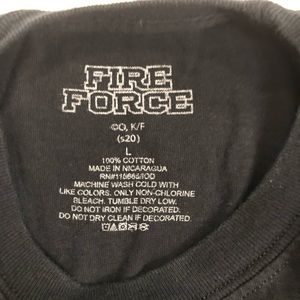 FIRE
FORCE
©O, K/F
(s20)
L
100% COTTON
MADE IN NICARAGUA
MACHINE WASH COLD WITH
LIKE COLORS. ONLY NON-CHLORINE
BLEACH. TUMBLE DRY LOW.
DO NOT IRON IF DECORATED.
DO NOT DRY CLEAN IF DECORATED.